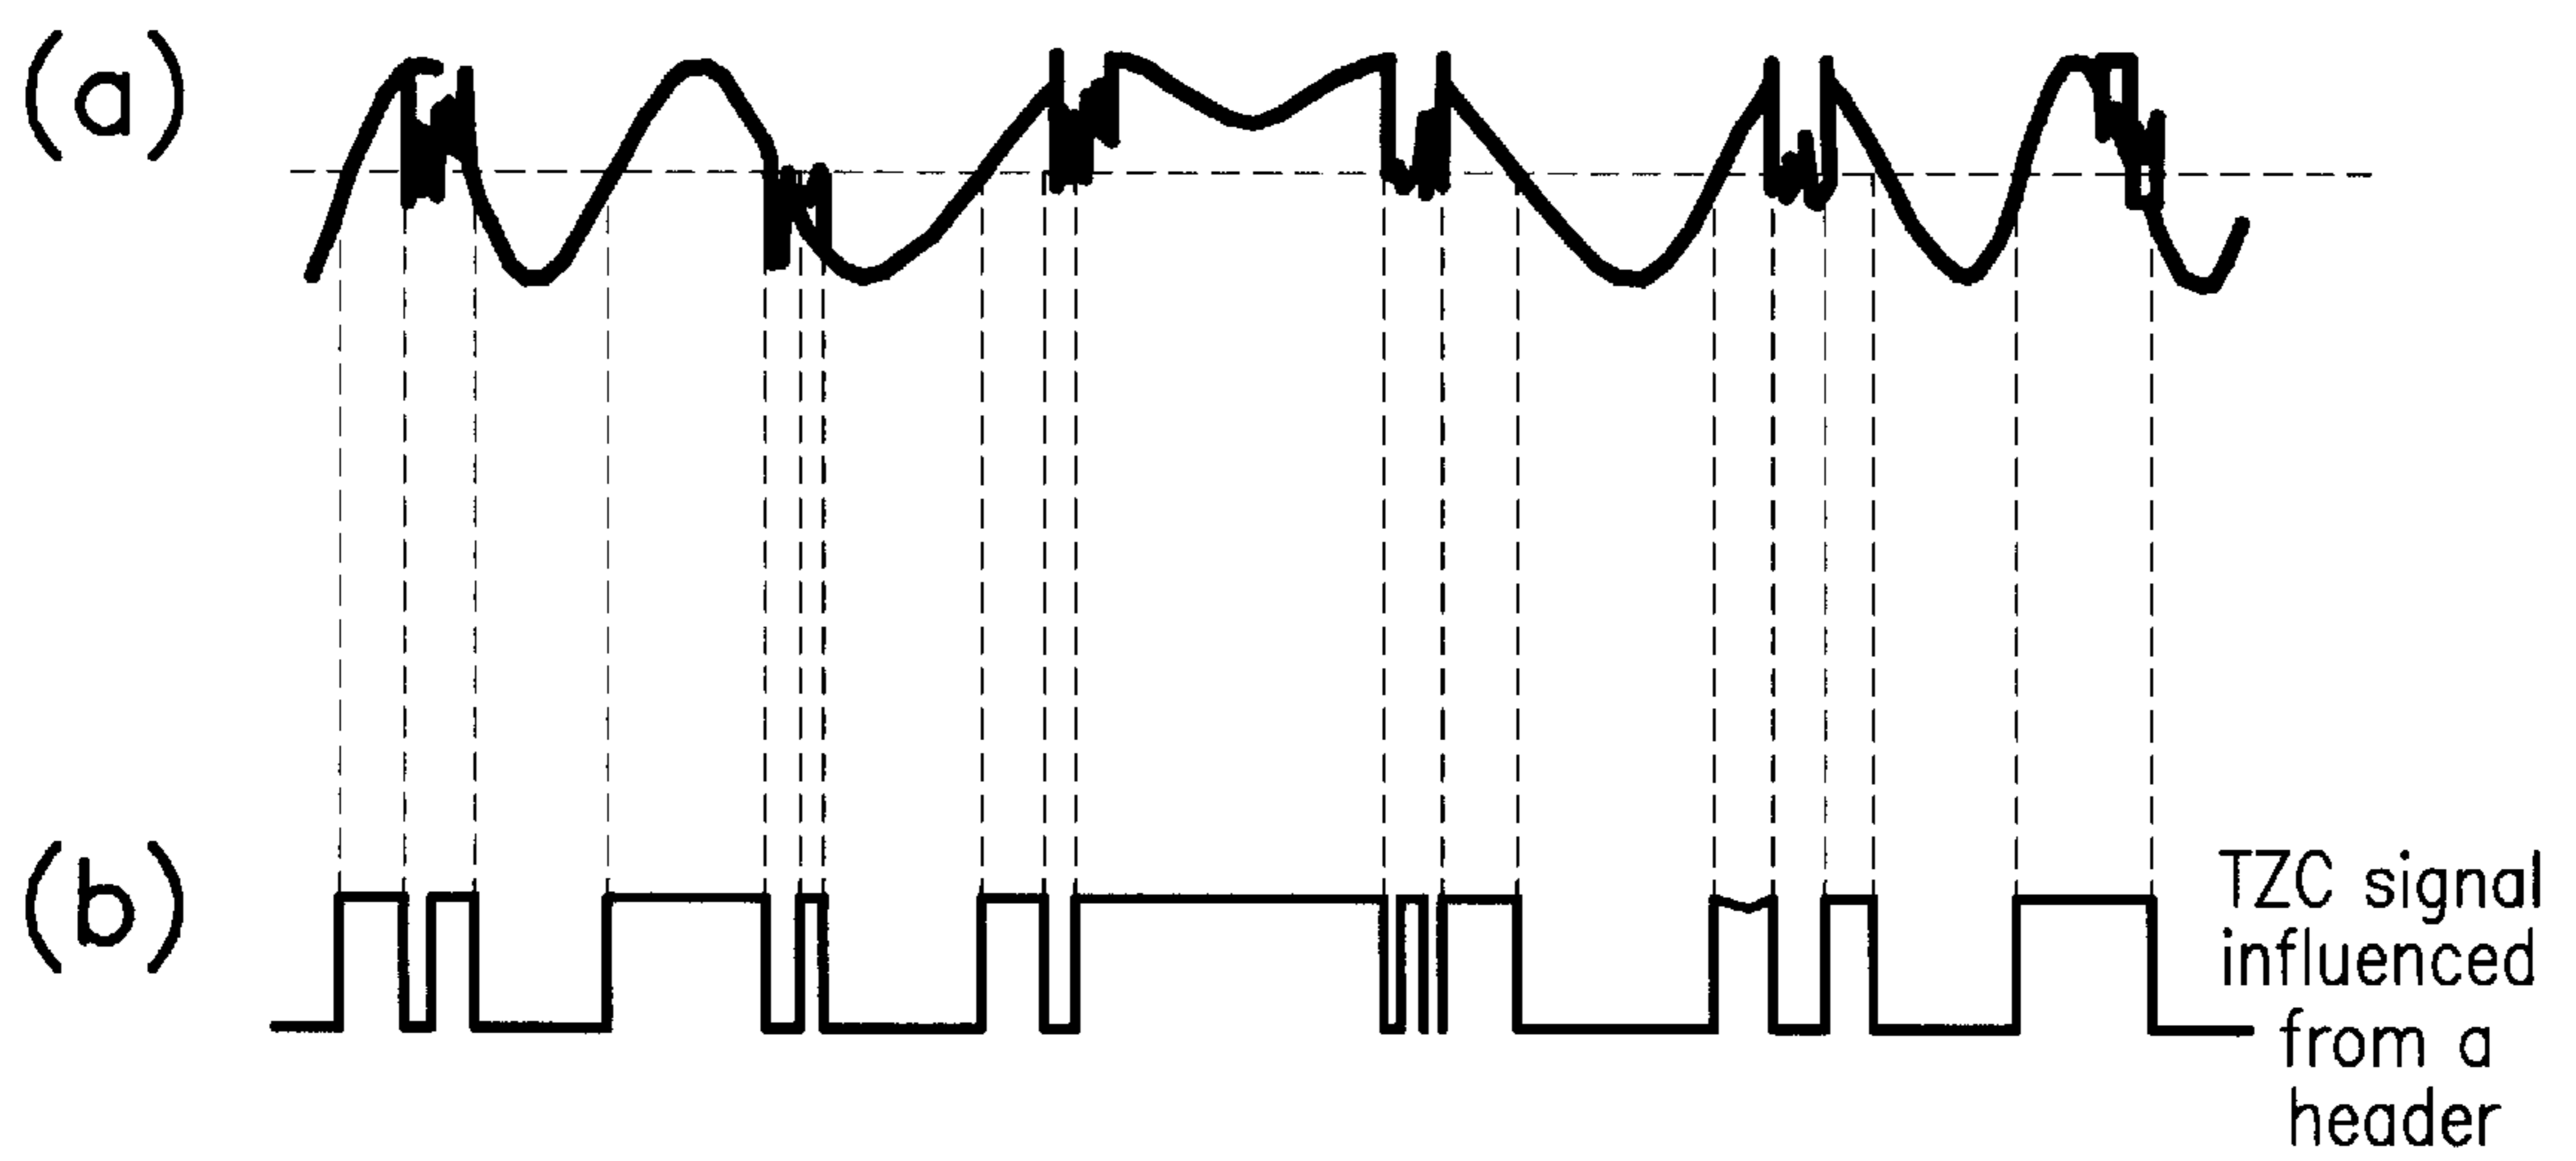 (a)
(b)
TZC signal
influenced
from a
header